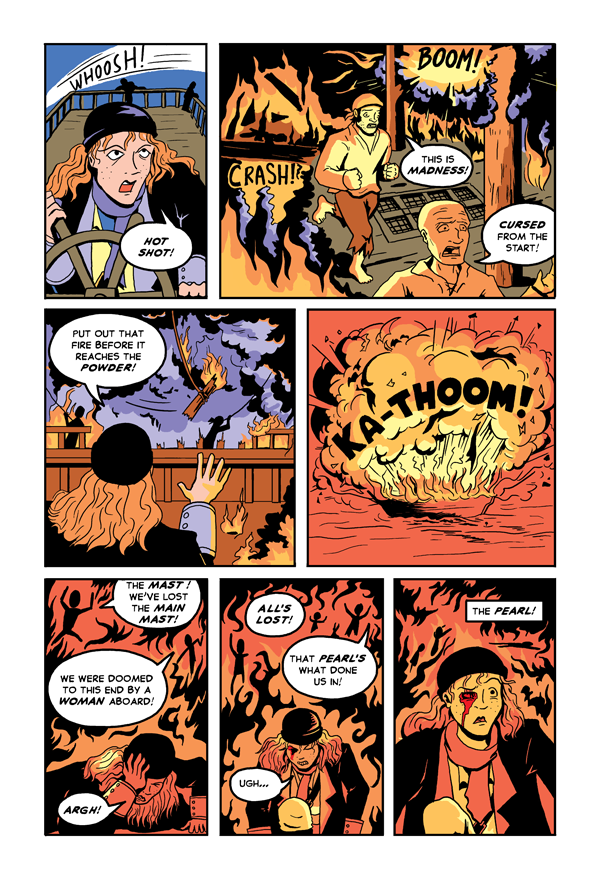 WHOOSH!
HOT
SHOT!
BOOM!
CRASH!
THIS IS
MADNESS!
CURSED
FROM THE
START!
PUT OUT THAT
FIRE BEFORE IT
REACHES THE
POWDER!
KA-THOOM!
THE MAST!
WE'VE LOST
THE MAIN
MAST!
WE WERE DOOMED
TO THIS END BY A
WOMAN ABOARD!
ARGH!
ALL'S
LOST!
THAT PEARL'S
WHAT DONE
US IN!
UGH...
THE PEARL!